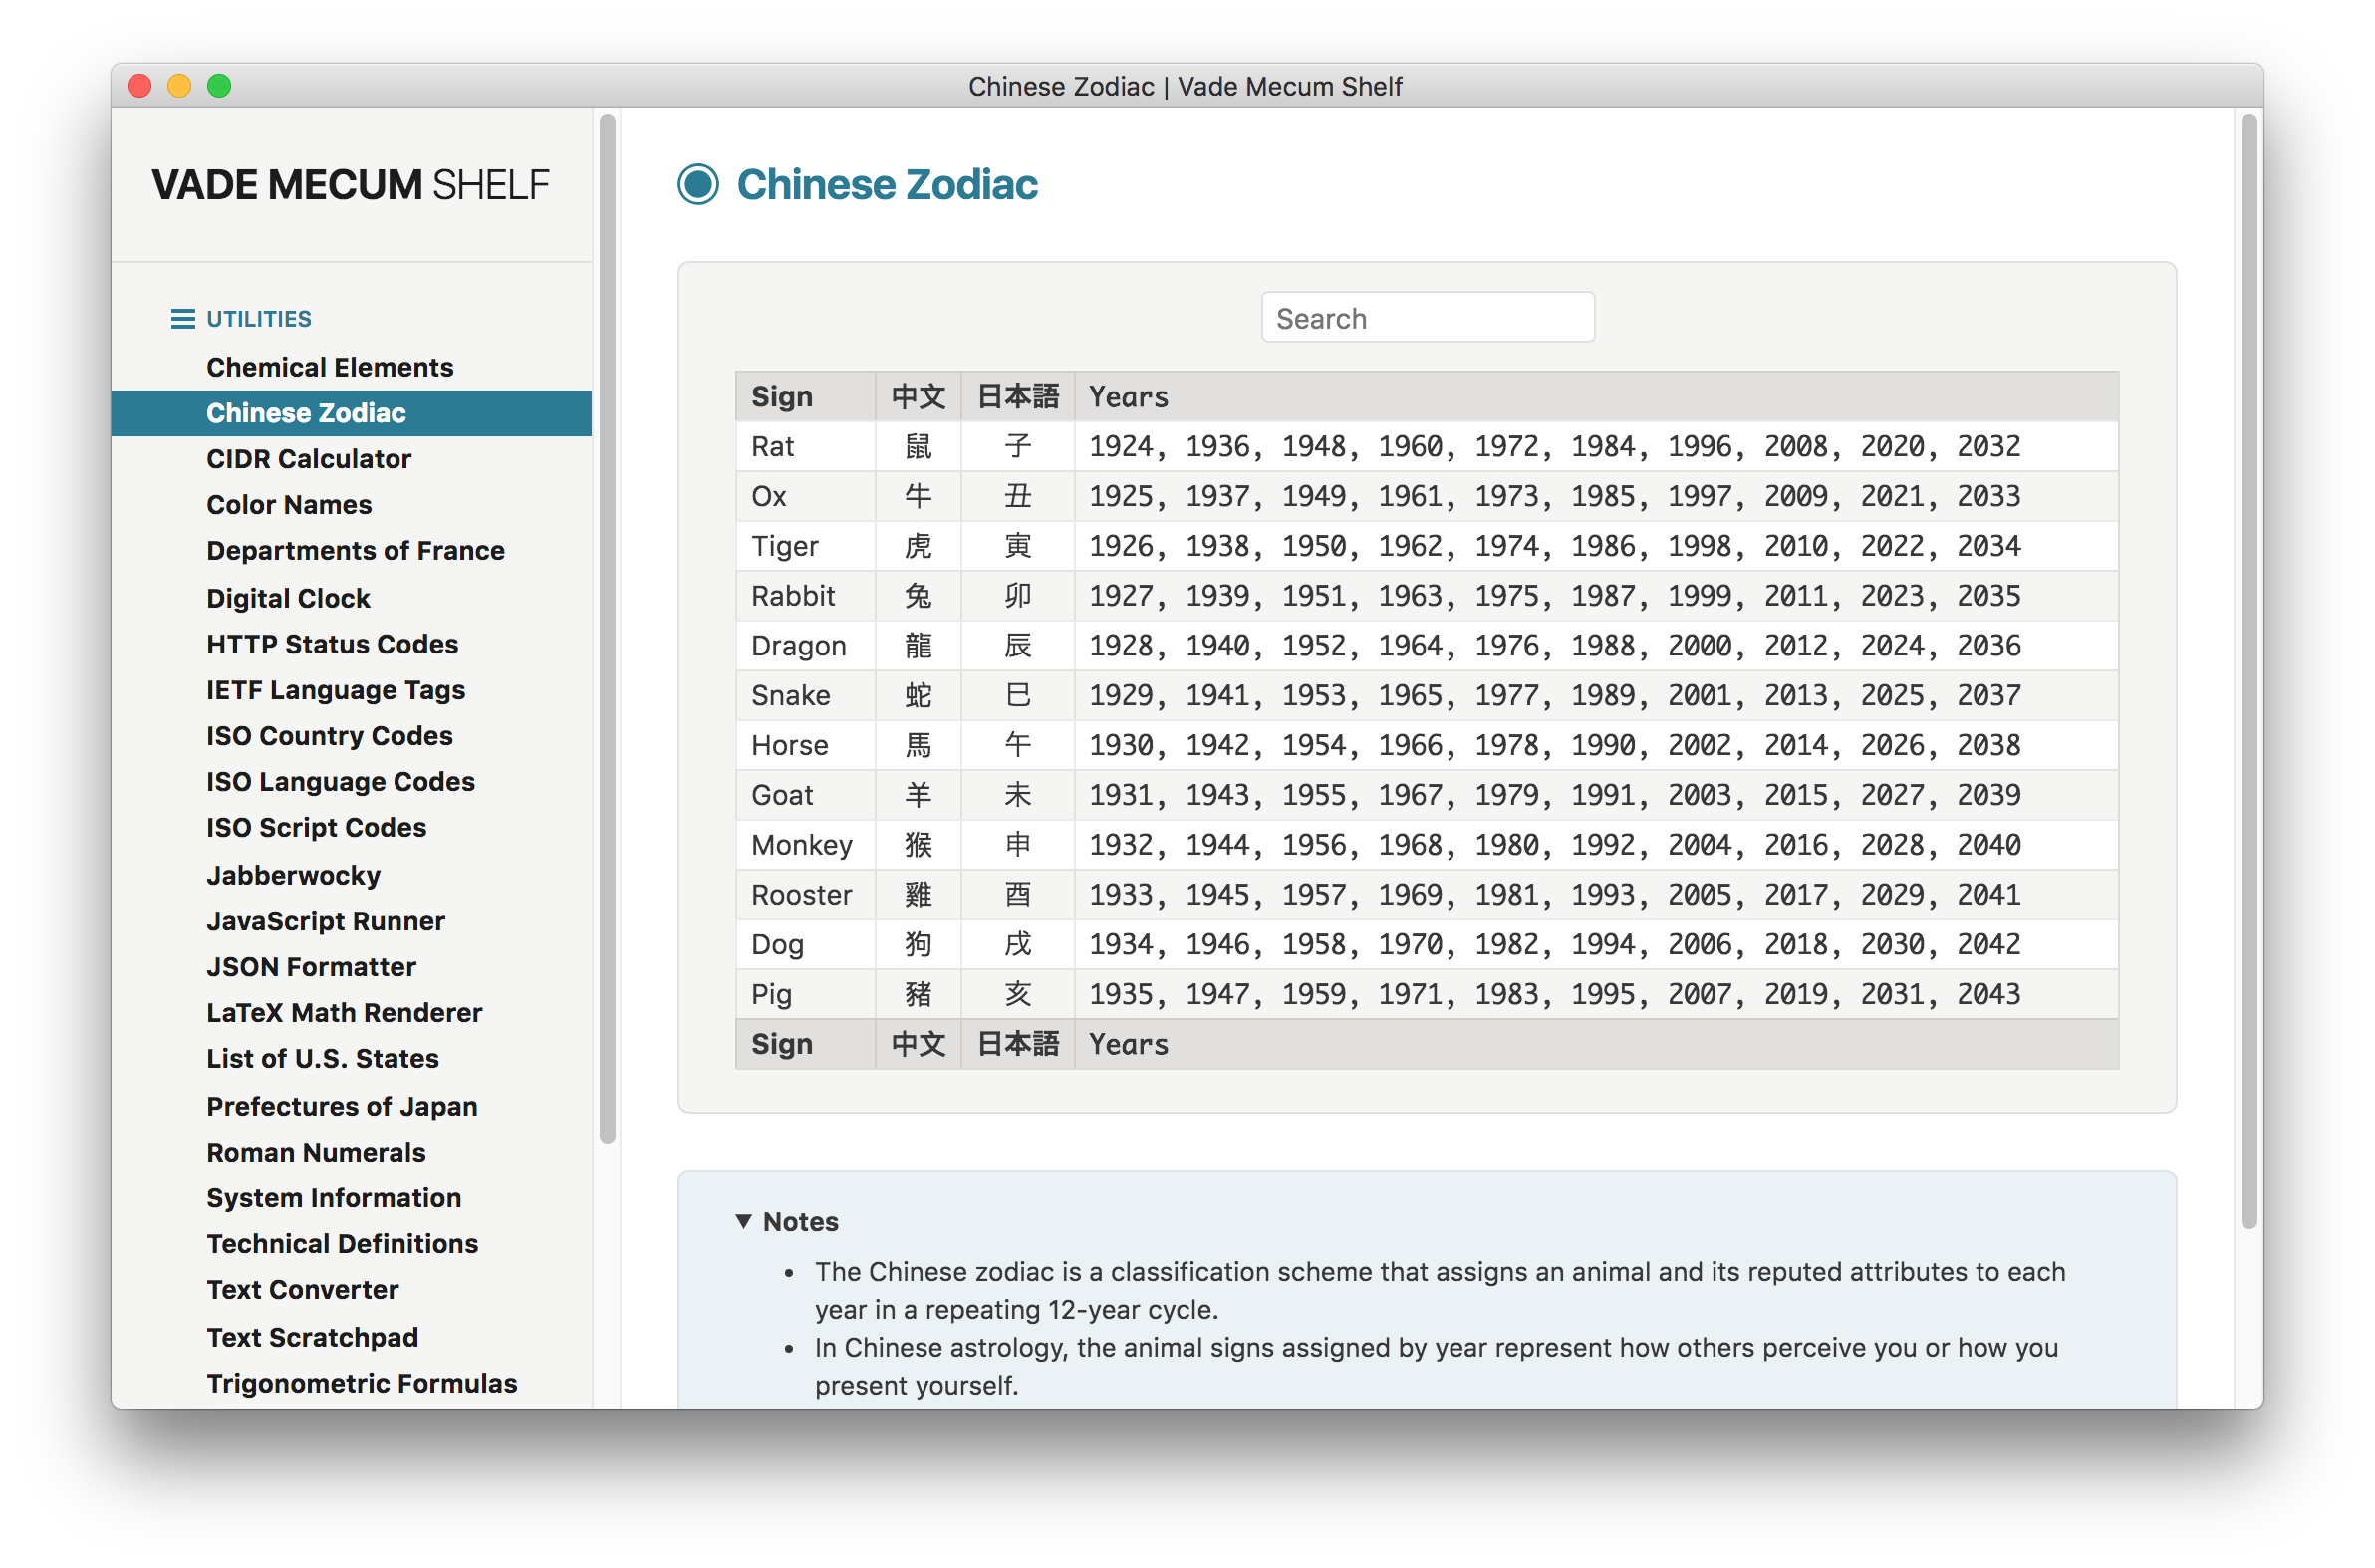 Chinese Zodiac | Vade Mecum Shelf
VADE MECUM SHELF
UTILITIES
Chemical Elements
Chinese Zodiac
CIDR Calculator
Color Names
Departments of France
Digital Clock
HTTP Status Codes
IETF Language Tags
ISO Country Codes
ISO Language Codes
ISO Script Codes
Jabberwocky
JavaScript Runner
JSON Formatter
LaTeX Math Renderer
List of U.S. States
Prefectures of Japan
Roman Numerals
System Information
Technical Definitions
Text Converter
Text Scratchpad
Trigonometric Formulas
Chinese Zodiac
Search
Sign 中文 日本語 Years
Rat 鼠 子 1924, 1936, 1948, 1960, 1972, 1984, 1996, 2008, 2020, 2032
Ox 牛 丑 1925, 1937, 1949, 1961, 1973, 1985, 1997, 2009, 2021, 2033
Tiger 虎 寅 1926, 1938, 1950, 1962, 1974, 1986, 1998, 2010, 2022, 2034
Rabbit 兔 卯 1927, 1939, 1951, 1963, 1975, 1987, 1999, 2011, 2023, 2035
Dragon 龍 辰 1928, 1940, 1952, 1964, 1976, 1988, 2000, 2012, 2024, 2036
Snake 蛇 巳 1929, 1941, 1953, 1965, 1977, 1989, 2001, 2013, 2025, 2037
Horse 馬 午 1930, 1942, 1954, 1966, 1978, 1990, 2002, 2014, 2026, 2038
Goat 羊 未 1931, 1943, 1955, 1967, 1979, 1991, 2003, 2015, 2027, 2039
Monkey 猴 申 1932, 1944, 1956, 1968, 1980, 1992, 2004, 2016, 2028, 2040
Rooster 雞 酉 1933, 1945, 1957, 1969, 1981, 1993, 2005, 2017, 2029, 2041
Dog 狗 戌 1934, 1946, 1958, 1970, 1982, 1994, 2006, 2018, 2030, 2042
Pig 豬 亥 1935, 1947, 1959, 1971, 1983, 1995, 2007, 2019, 2031, 2043
Sign 中文 日本語 Years
Notes
• The Chinese zodiac is a classification scheme that assigns an animal and its reputed attributes to each
year in a repeating 12-year cycle.
• In Chinese astrology, the animal signs assigned by year represent how others perceive you or how you
present yourself.